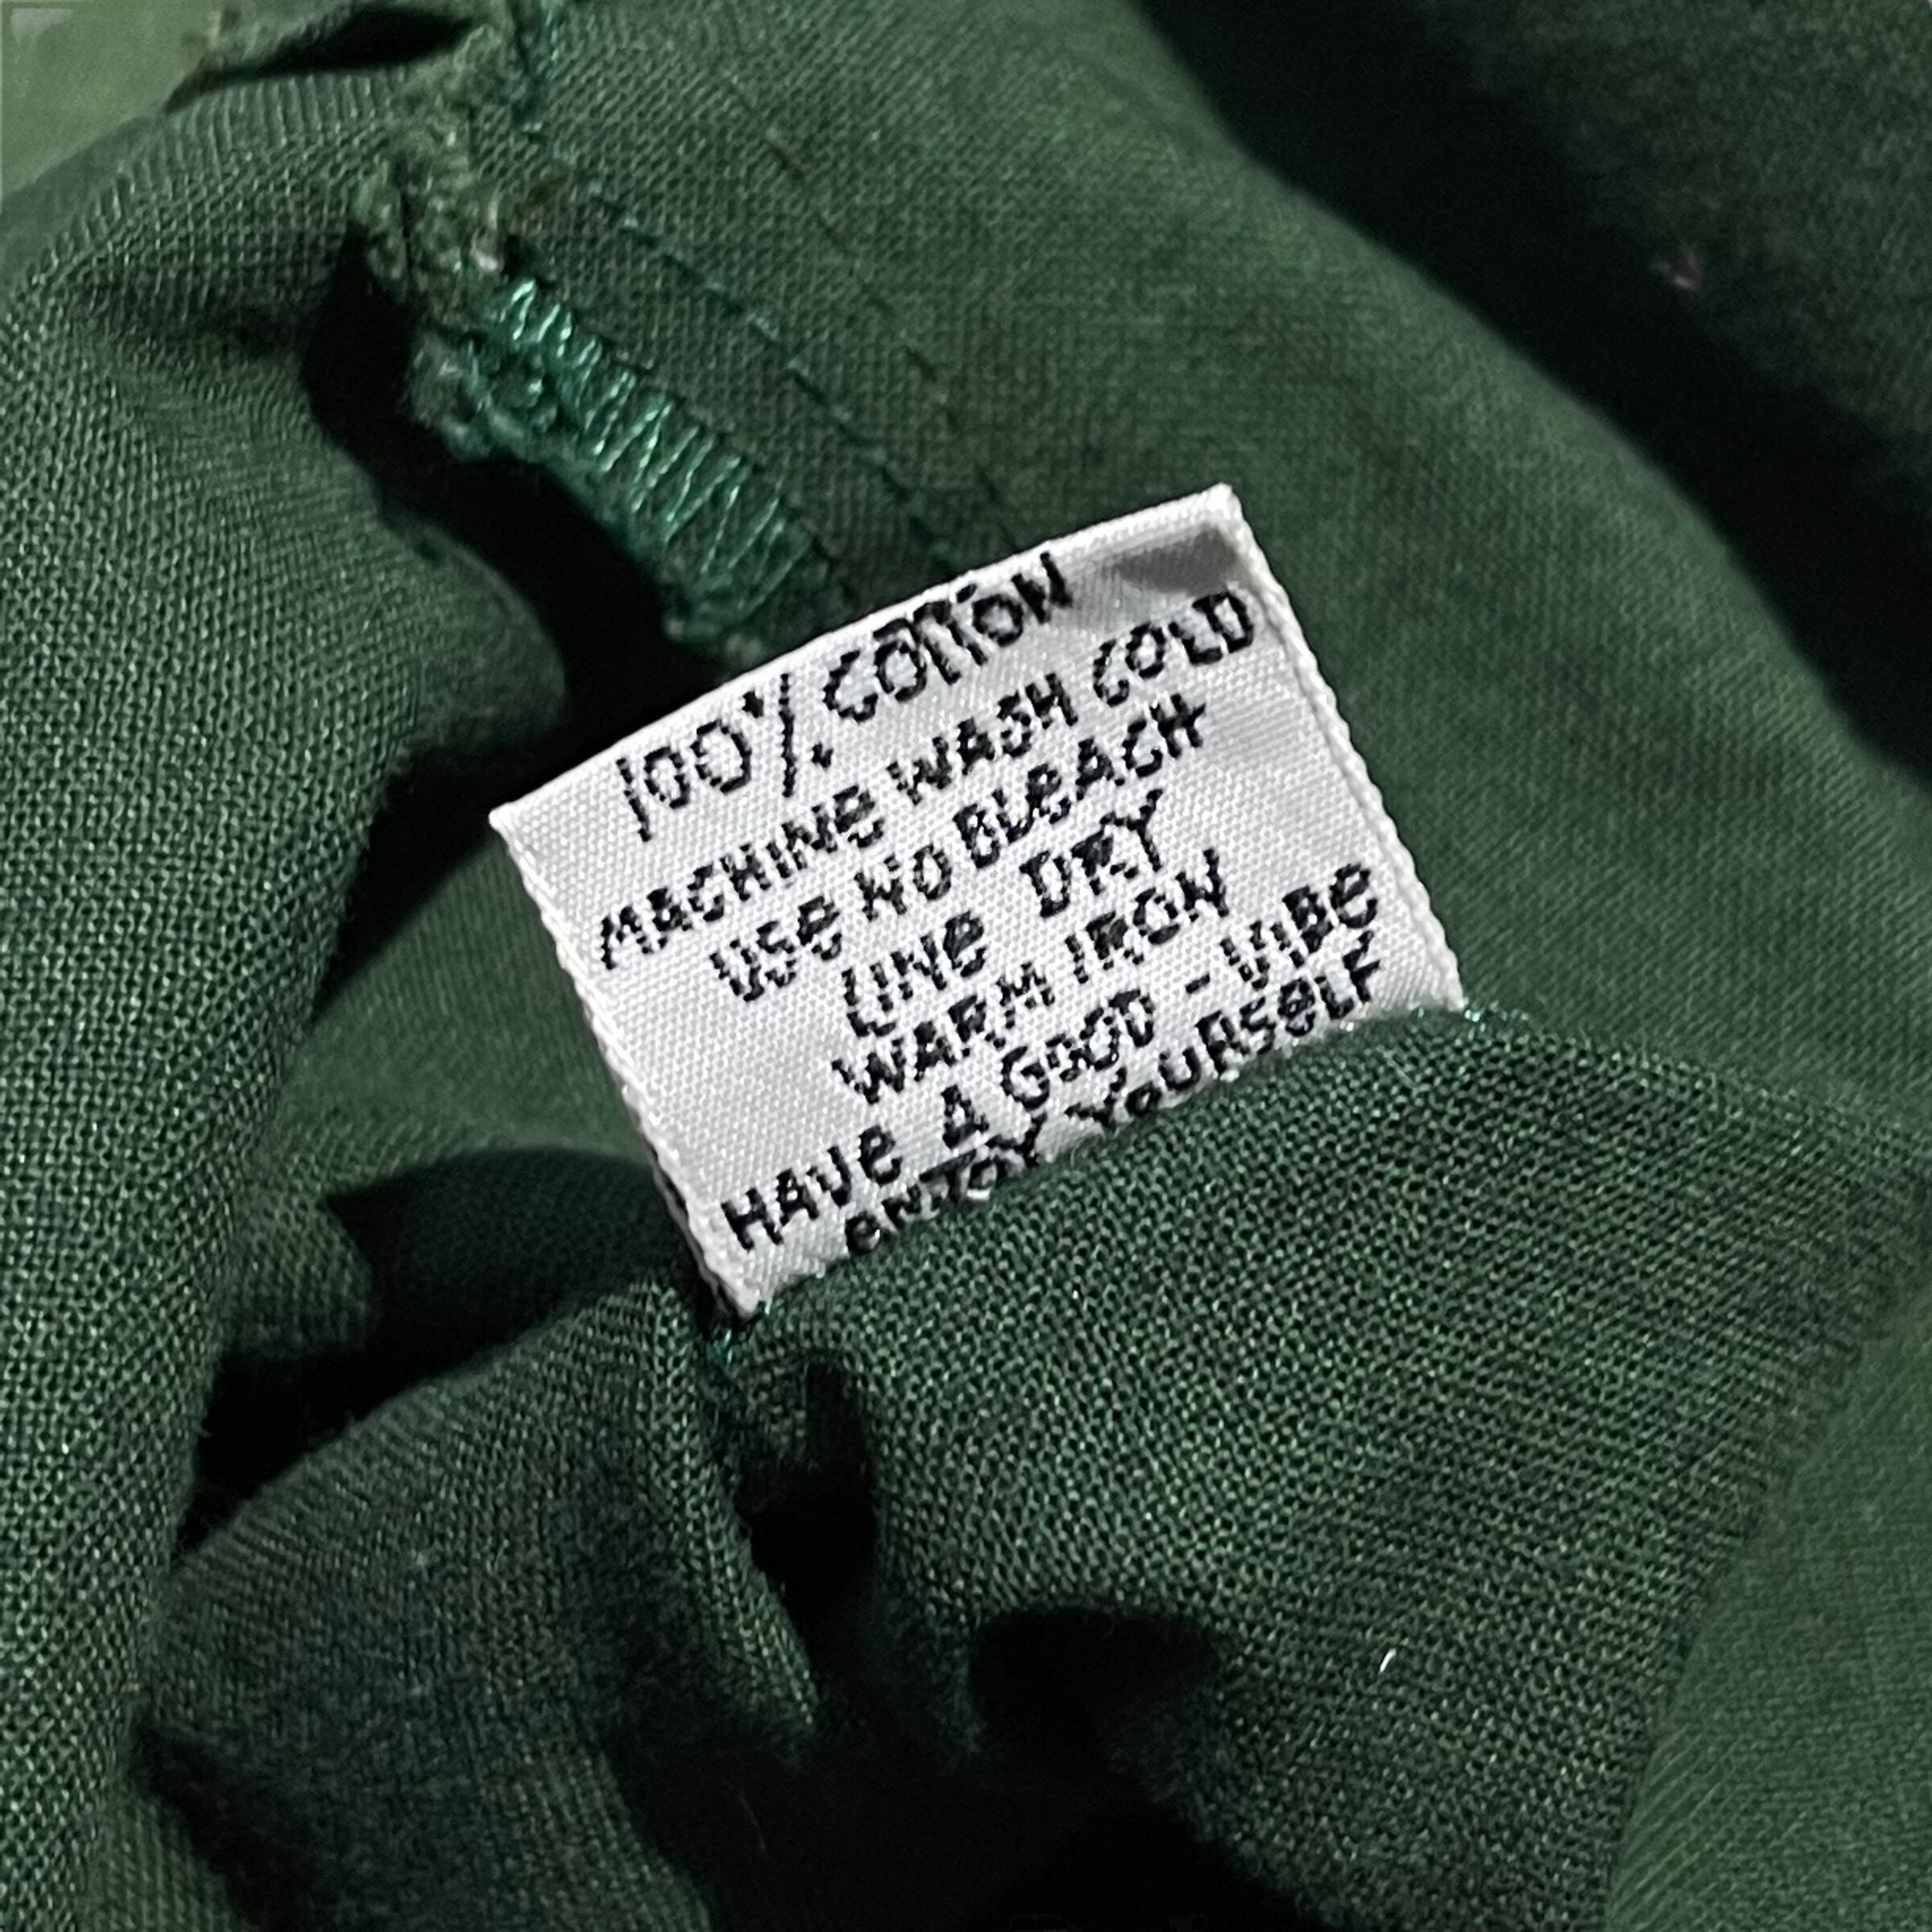 100% COTTON
MACHINe WASH COLD
USe NO BLeACH
LINe DRY
WARM IRON
HAVe A GOOD - VIBe
eNJOY YOURSeLF